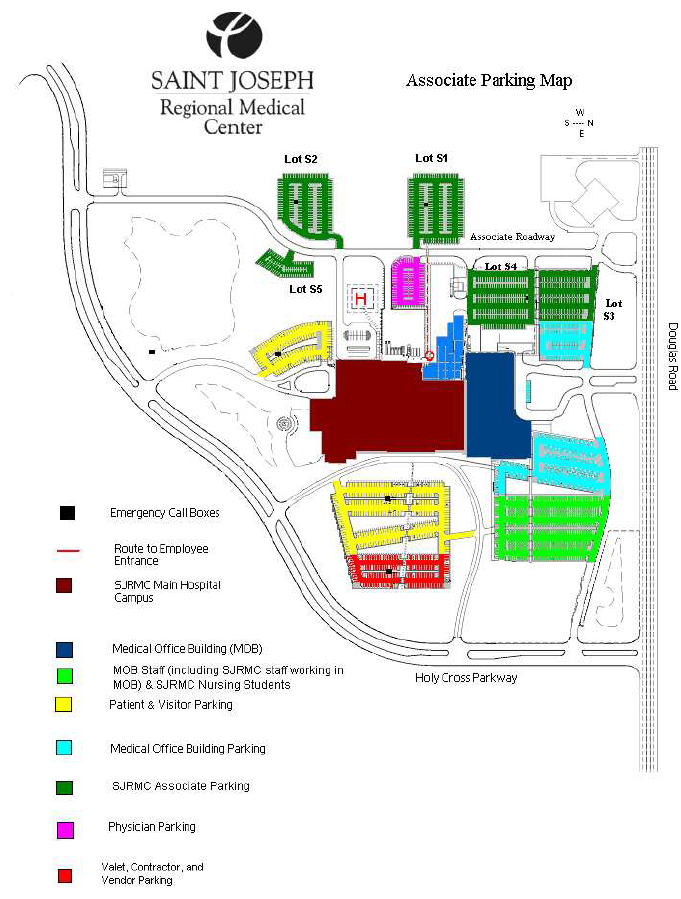 SAINT JOSEPH
Regional Medical
Center
Associate Parking Map
W
S ---- N
E
Lot S2
Lot S1
Associate Roadway
Lot S4
Lot S5
Lot
S3
H
Douglas Road
Emergency Call Boxes
Route to Employee
Entrance
SJRMC Main Hospital
Campus
Medical Office Building (MOB)
MOB Staff (including SJRMC staff working in
MOB) & SJRMC Nursing Students
Holy Cross Parkway
Patient & Visitor Parking
Medical Office Building Parking
SJRMC Associate Parking
Physician Parking
Valet, Contractor, and
Vendor Parking